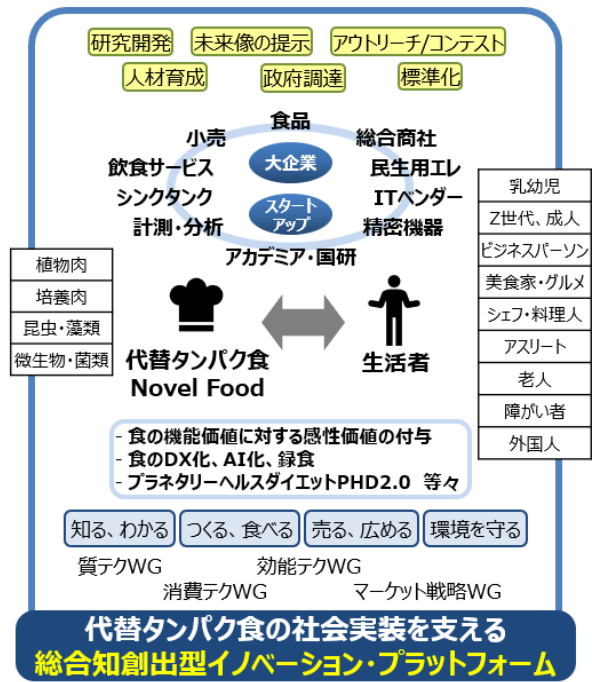 研究開発 未来像の提示 アウトリーチ/コンテスト
人材育成 政府調達 標準化
食品
小売 総合商社
大企業
飲食サービス 民生用エレ
シンクタンク ITベンダー
スタート
アップ
計測・分析 精密機器
アカデミア・国研
植物肉
培養肉
昆虫・藻類
微生物・菌類
代替タンパク食
Novel Food
生活者
乳幼児
Z世代、成人
ビジネスパーソン
美食家・グルメ
シェフ・料理人
アスリート
老人
障がい者
外国人
- 食の機能価値に対する感性価値の付与
- 食のDX化、AI化、録食
- プラネタリーヘルスダイエットPHD2.0 等々
知る、わかる つくる、食べる 売る、広める 環境を守る
質テクWG 効能テクWG
消費テクWG マーケット戦略WG
代替タンパク食の社会実装を支える
総合知創出型イノベーション・プラットフォーム